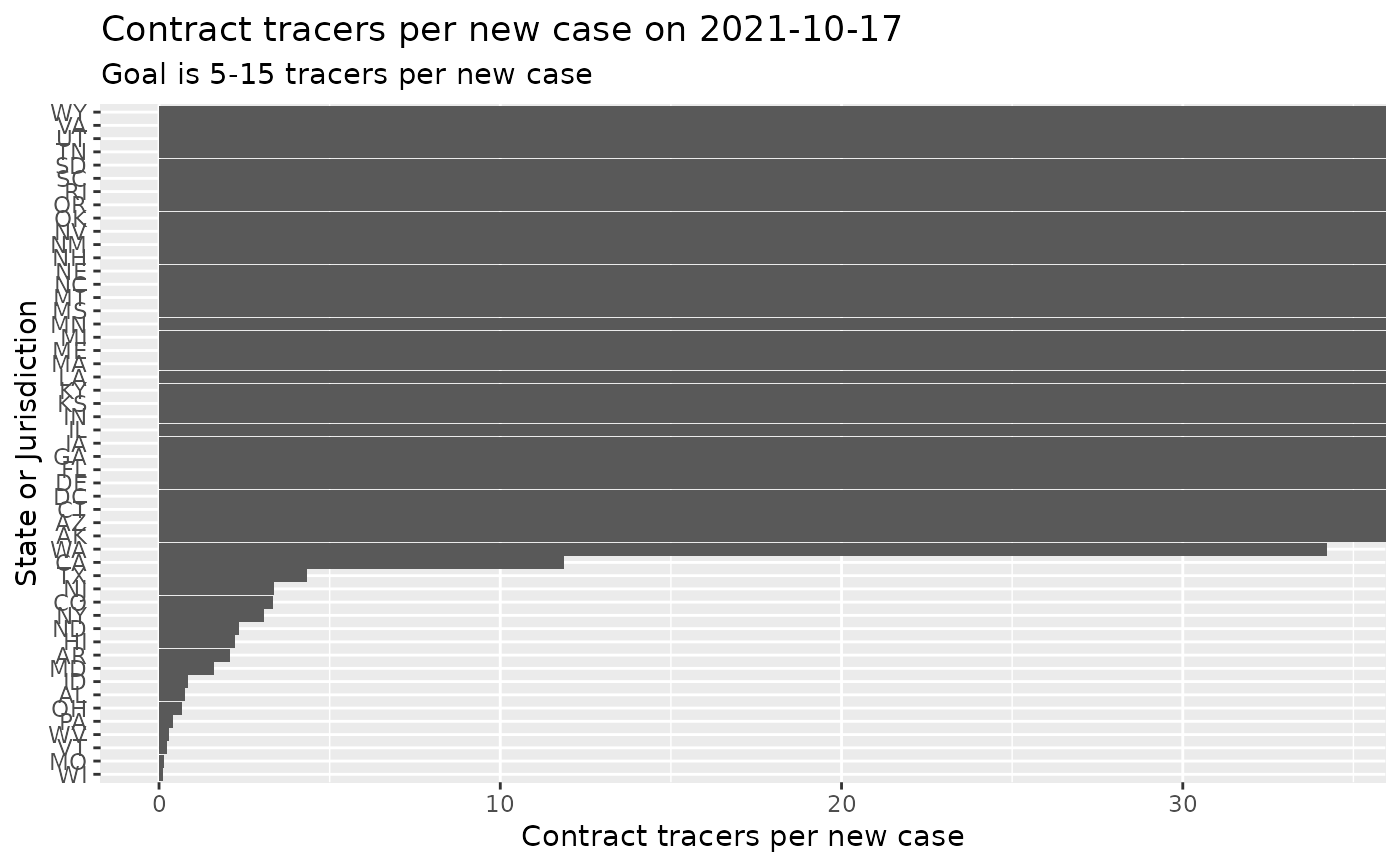 Contract tracers per new case on 2021-10-17
Goal is 5-15 tracers per new case
State or Jurisdiction
WY
VA
UT
TN
SD
SC
RI
OR
OK
NV
NM
NH
NE
NC
MT
MS
MN
MI
ME
MA
LA
KY
KS
IN
IL
IA
GA
FL
DE
DC
CT
AZ
AK
WA
CA
TX
NJ
CO
NY
ND
HI
AR
MD
ID
AL
OH
PA
WV
VT
MO
WI
0 10 20 30
Contract tracers per new case